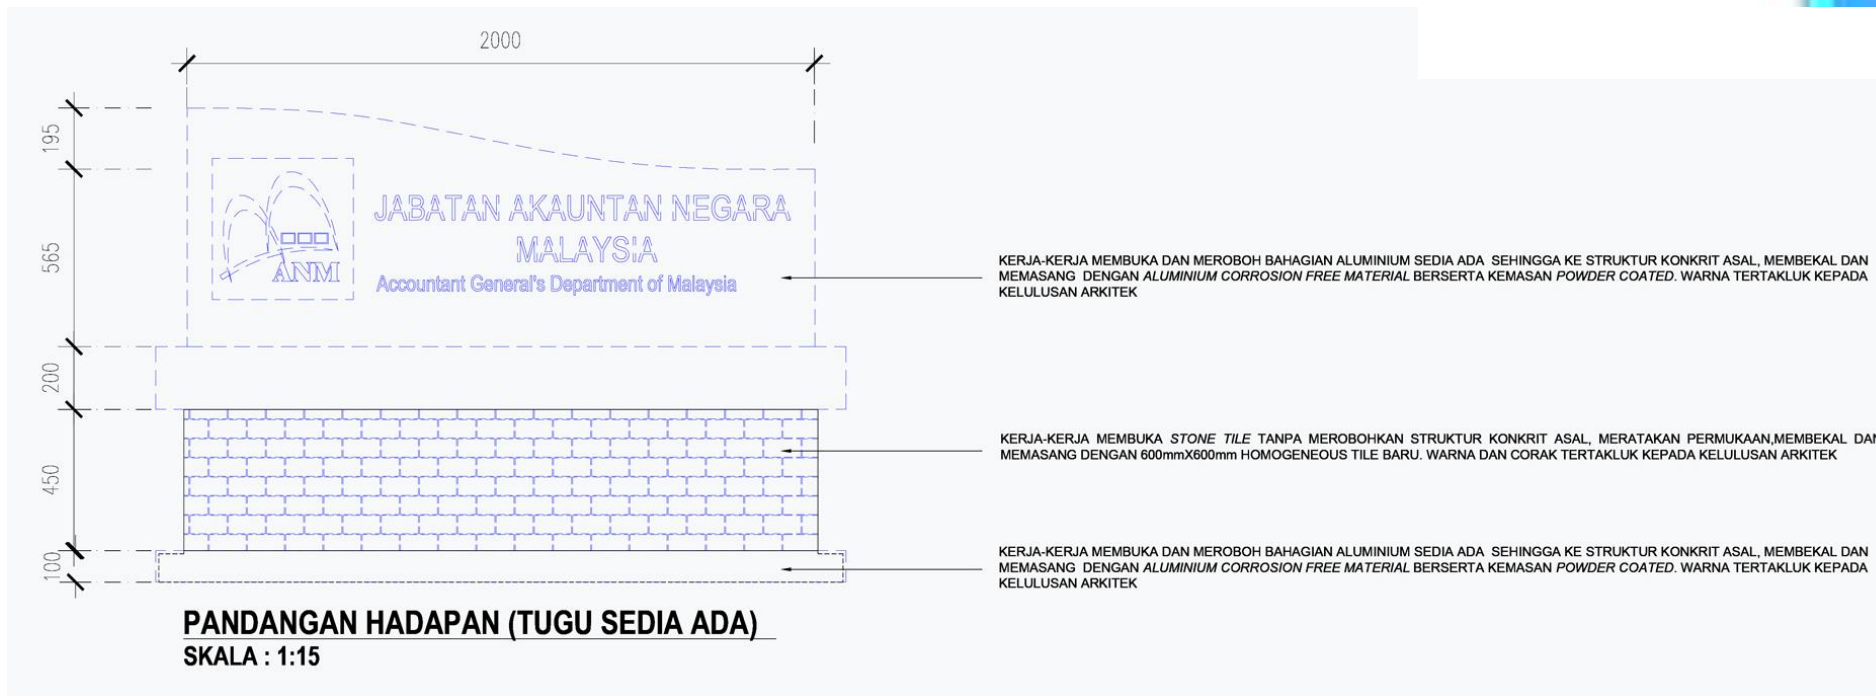 2000
195
JABATAN AKAUNTAN NEGARA
MALAYSIA
Accountant General's Department of Malaysia
ANM
565
KERJA-KERJA MEMBUKA DAN MEROBOH BAHAGIAN ALUMINIUM SEDIA ADA SEHINGGA KE STRUKTUR KONKRIT ASAL, MEMBEKAL DAN
MEMASANG DENGAN ALUMINIUM CORROSION FREE MATERIAL BERSERTA KEMASAN POWDER COATED. WARNA TERTAKLUK KEPADA
KELULUSAN ARKITEK
200
450
KERJA-KERJA MEMBUKA STONE TILE TANPA MEROBOHKAN STRUKTUR KONKRIT ASAL, MERATAKAN PERMUKAAN,MEMBEKAL DAN
MEMASANG DENGAN 600mmX600mm HOMOGENEOUS TILE BARU. WARNA DAN CORAK TERTAKLUK KEPADA KELULUSAN ARKITEK
100
KERJA-KERJA MEMBUKA DAN MEROBOH BAHAGIAN ALUMINIUM SEDIA ADA SEHINGGA KE STRUKTUR KONKRIT ASAL, MEMBEKAL DAN
MEMASANG DENGAN ALUMINIUM CORROSION FREE MATERIAL BERSERTA KEMASAN POWDER COATED. WARNA TERTAKLUK KEPADA
KELULUSAN ARKITEK
PANDANGAN HADAPAN (TUGU SEDIA ADA)
SKALA : 1:15